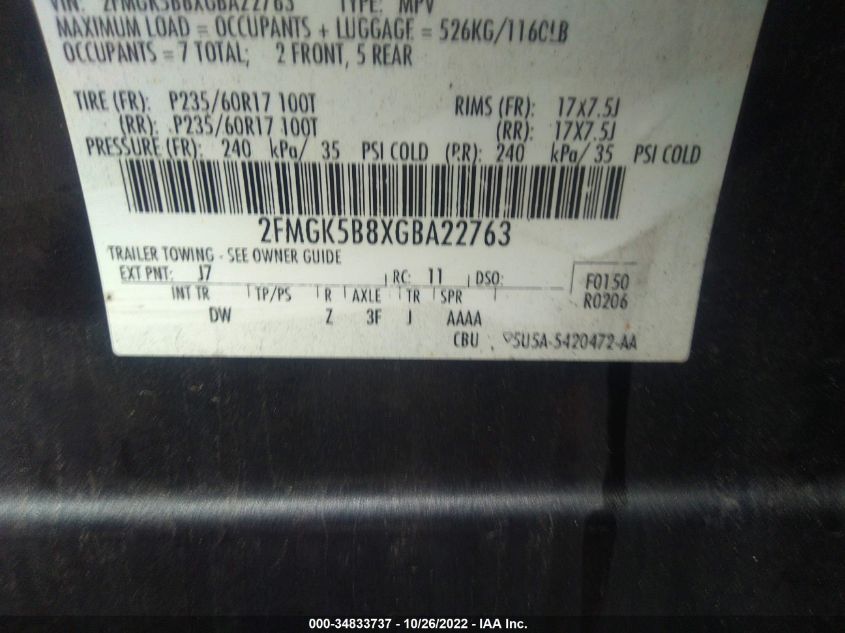 VIN: 2FMGK5B8XGBA22763 TYPE: MPV
MAXIMUM LOAD = OCCUPANTS + LUGGAGE = 526KG/1160LB
OCCUPANTS = 7 TOTAL; 2 FRONT, 5 REAR
TIRE (FR): P235/60R17 100T RIMS (FR): 17X7.5J
(RR): P235/60R17 100T (RR): 17X7.5J
PRESSURE (FR): 240 kPa/ 35 PSI COLD (RR): 240 kPa/ 35 PSI COLD
2FMGK5B8XGBA22763
TRAILER TOWING - SEE OWNER GUIDE
EXT PNT: J7 RC: 11 DSO: F0150
INT TR TP/PS R AXLE TR SPR R0206
DW Z 3F J AAAA
CBU 5U5A-5420472-AA
000-34833737 - 10/26/2022 - IAA Inc.